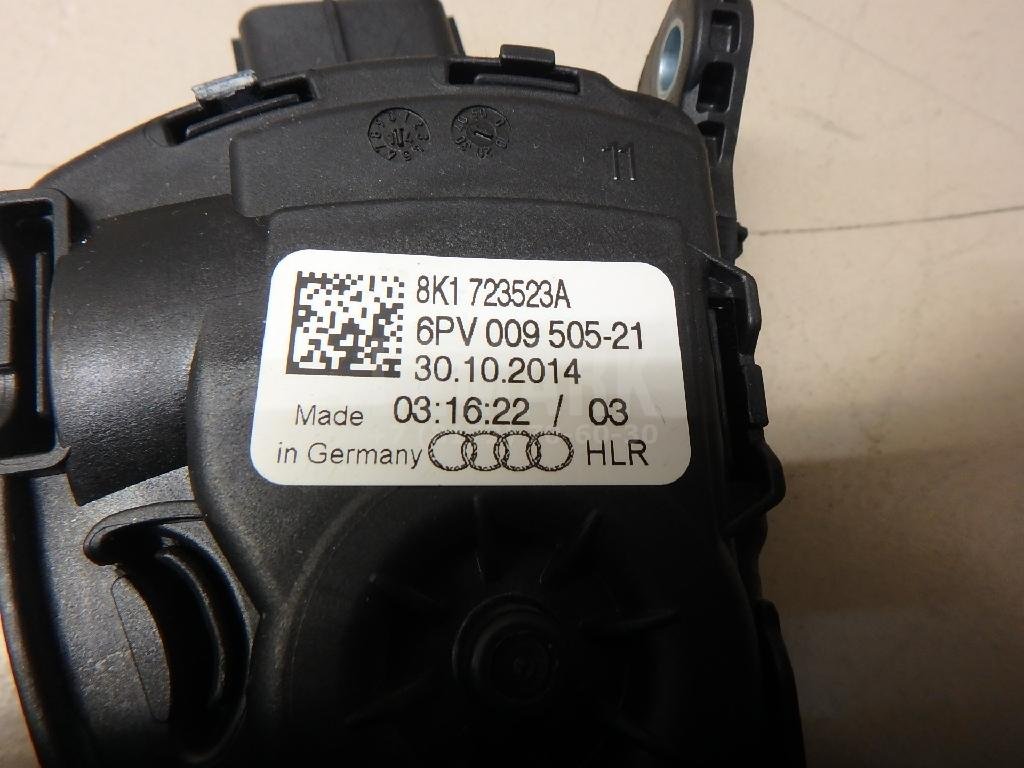 11
8K1 723523A
6PV 009 505-21
30.10.2014
Made 03:16:22 / 03
in Germany HLR